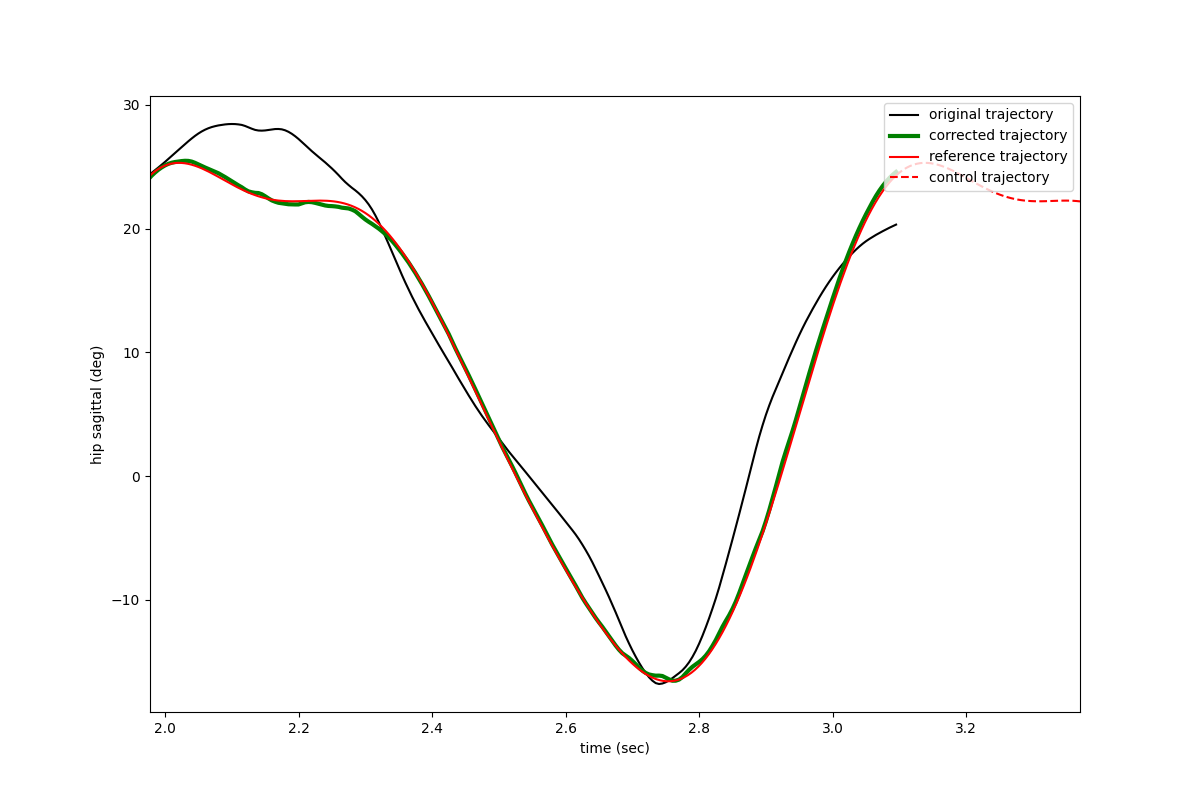 30
20
10
0
−10
hip sagittal (deg)
2.0 2.2 2.4 2.6 2.8 3.0 3.2
time (sec)
original trajectory
corrected trajectory
reference trajectory
control trajectory